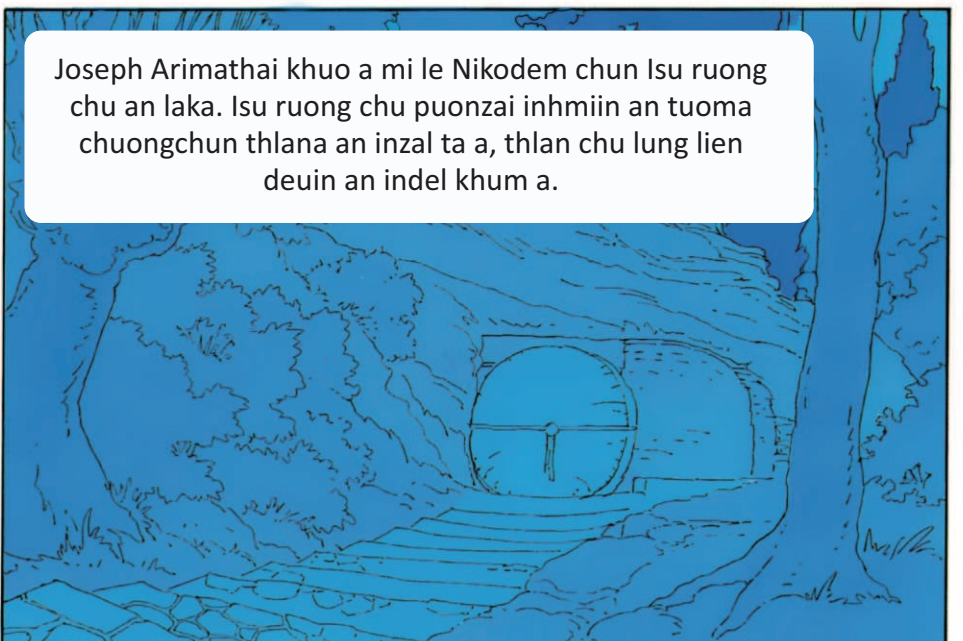 Joseph Arimathai khuo a mi le Nikodem chun Isu ruong
chu an laka. Isu ruong chu puonzai inhmiin an tuoma
chuongchun thlana an inzal ta a, thlan chu lung lien
deuin an indel khum a.